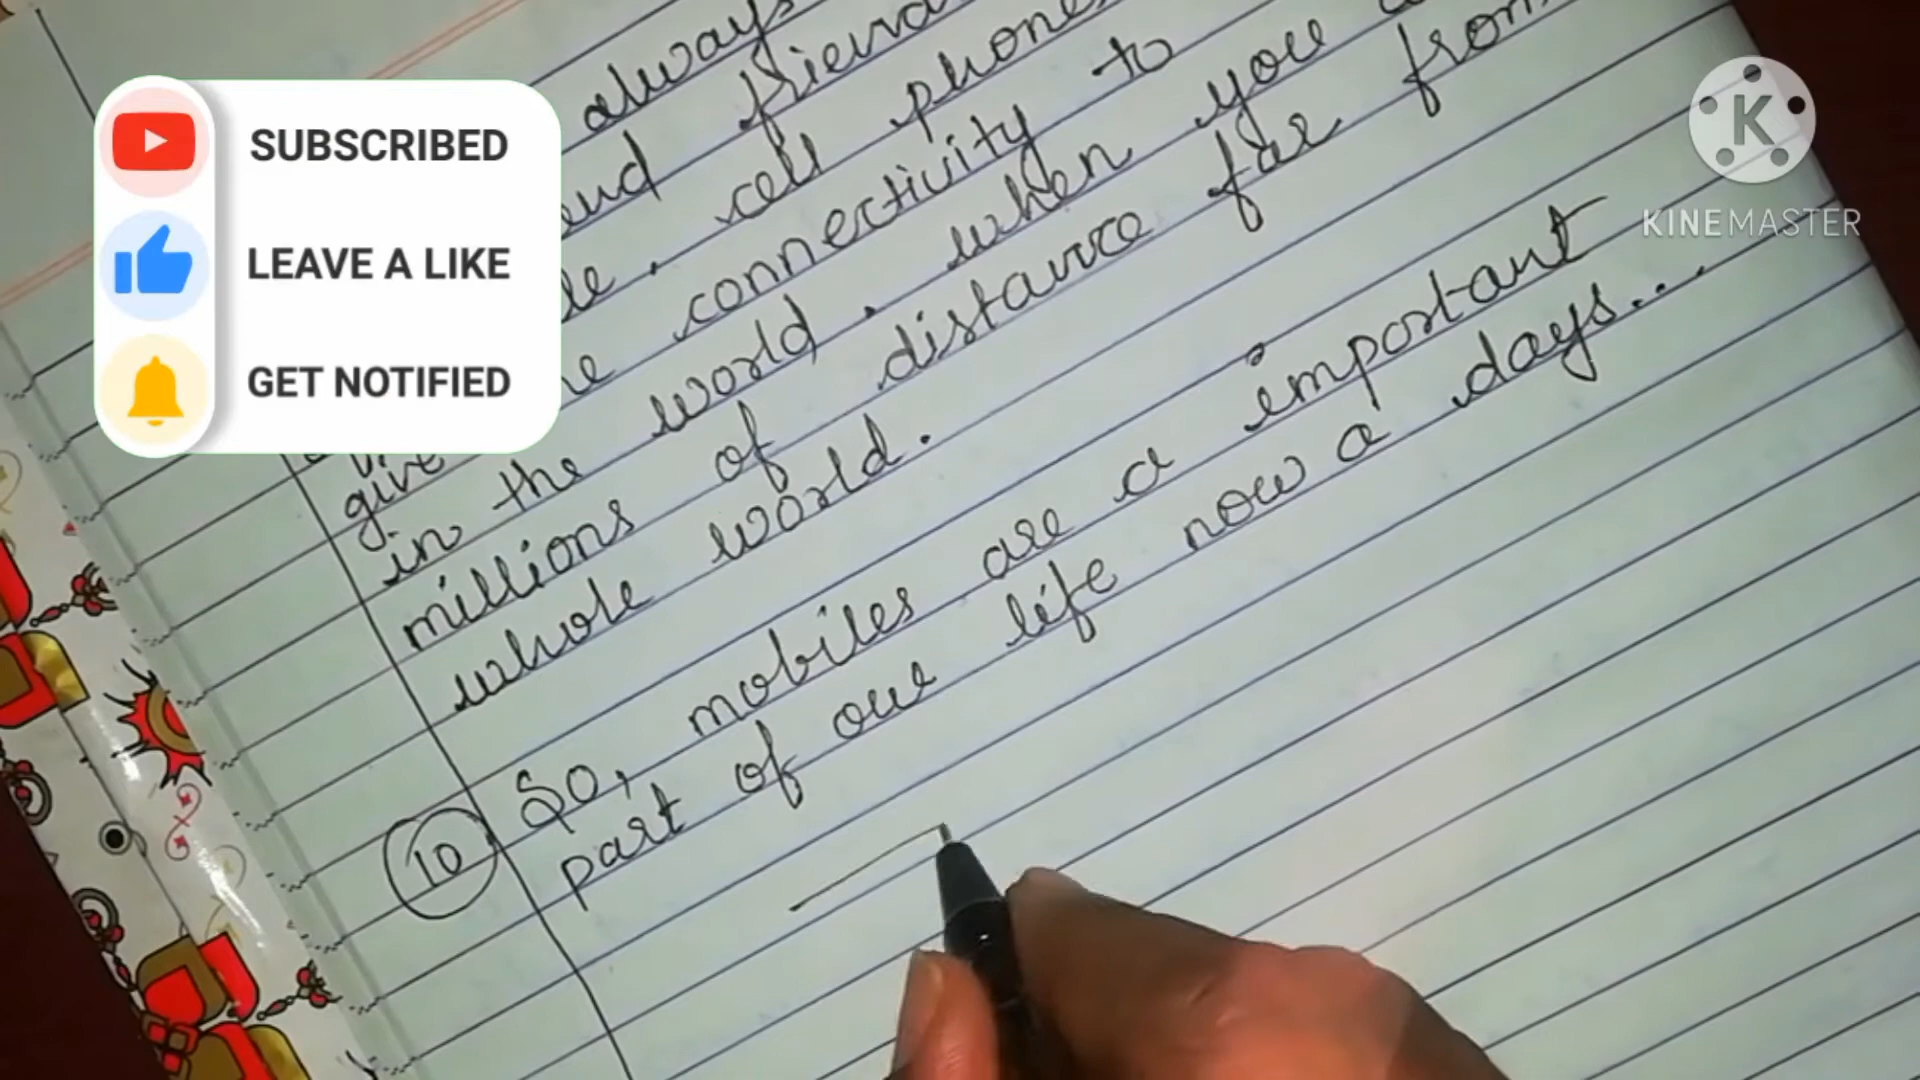 always
and friend
cell phone
connectivity to
give
in the world. when you
millions of distance far from
whole world.
10 So, mobiles are a important
part of our life now a days...
SUBSCRIBED
LEAVE A LIKE
GET NOTIFIED
K
KINEMASTER